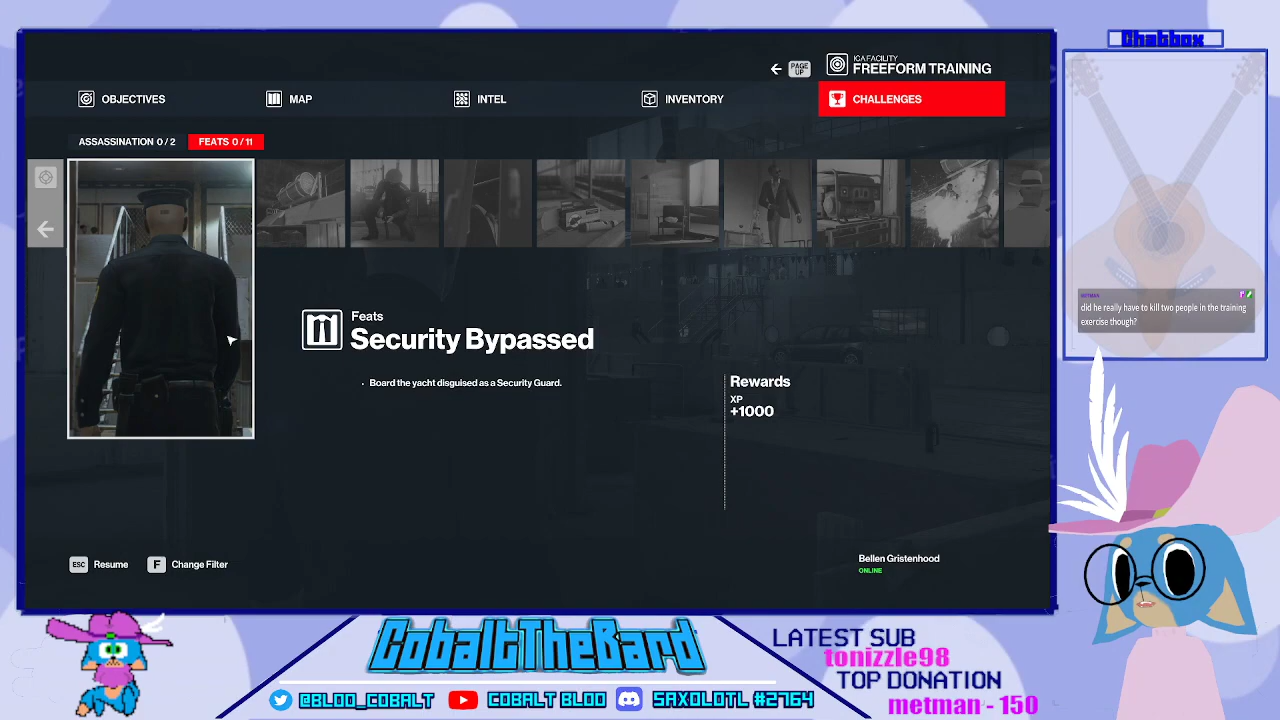 Chatbox
PAGE UP
ICA FACILITY
FREEFORM TRAINING
OBJECTIVES
MAP
INTEL
INVENTORY
CHALLENGES
ASSASSINATION 0 / 2
FEATS 0 / 11
Feats
Security Bypassed
· Board the yacht disguised as a Security Guard.
Rewards
XP
+1000
did he really have to kill two people in the training
exercise though?
ESC Resume
F Change Filter
Bellen Gristenhood
ONLINE
CobaltTheBard
@BLOO_COBALT
COBALT BLOO
SAXOLOTL #2764
LATEST SUB
tonizzle98
TOP DONATION
metman - 150